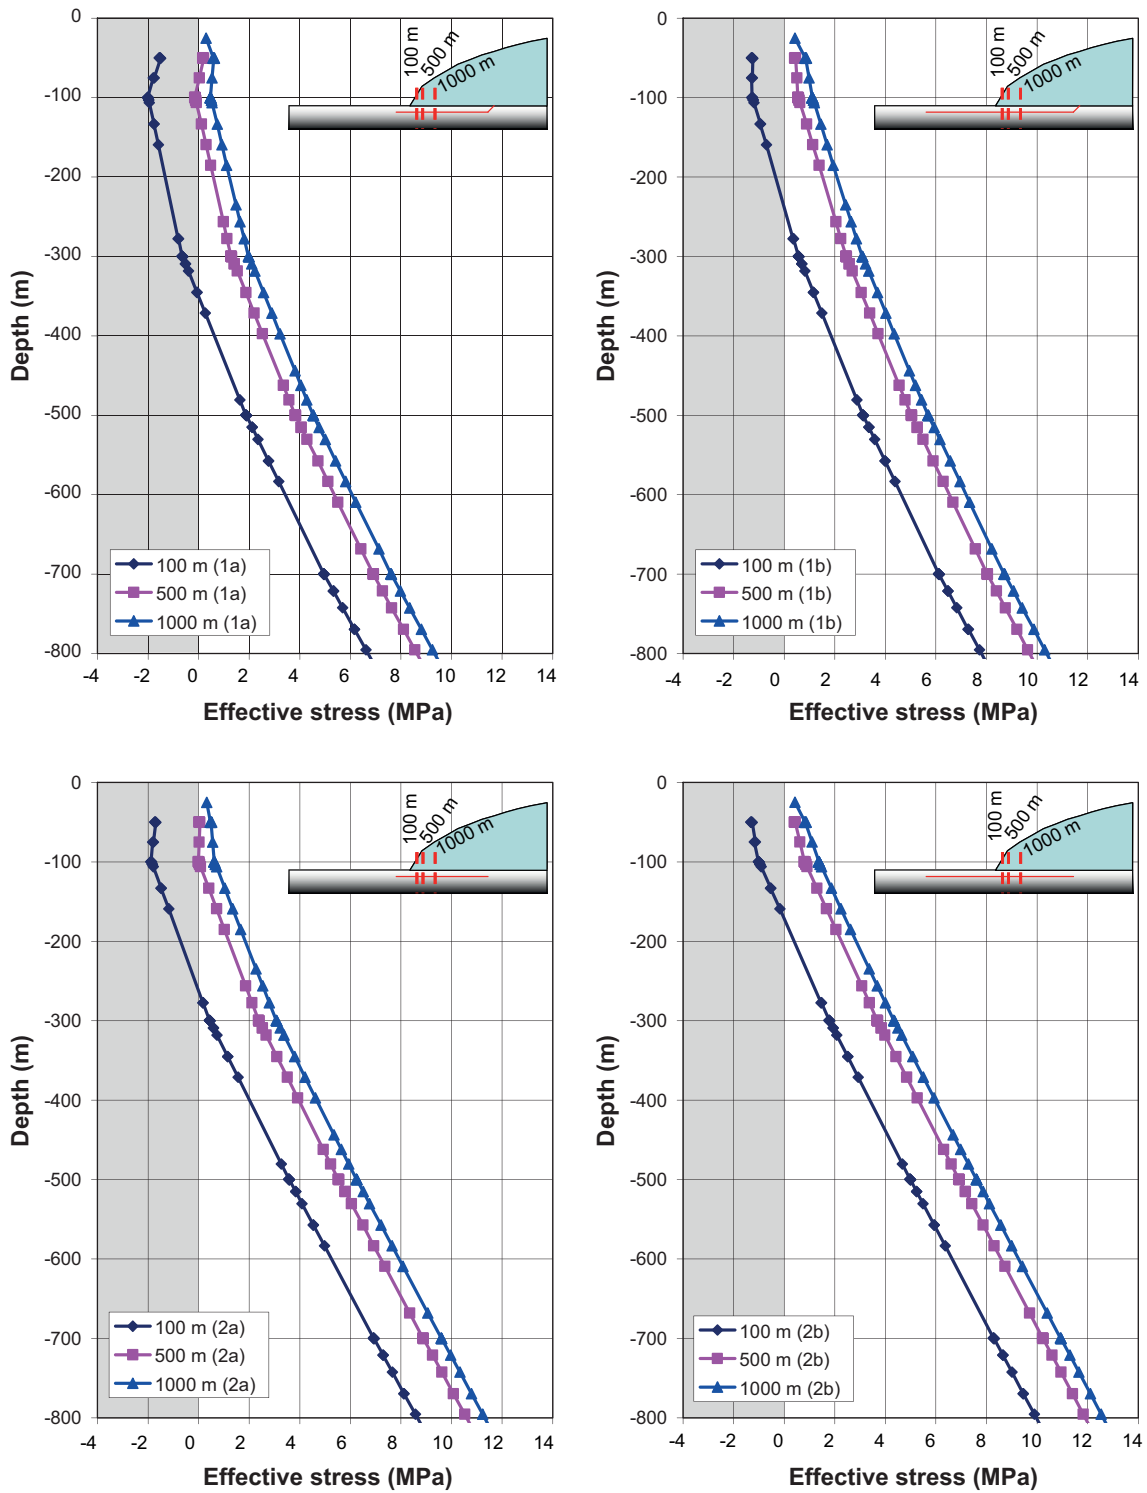 0
-100
-200
-300
-400
-500
-600
-700
-800
-4
-2
0
2
4
6
8
10
12
14
Depth (m)
Effective stress (MPa)
100 m
500 m
1000 m
100 m (1a)
500 m (1a)
1000 m (1a)
0
-100
-200
-300
-400
-500
-600
-700
-800
-4
-2
0
2
4
6
8
10
12
14
Depth (m)
Effective stress (MPa)
100 m
500 m
1000 m
100 m (1b)
500 m (1b)
1000 m (1b)
0
-100
-200
-300
-400
-500
-600
-700
-800
-4
-2
0
2
4
6
8
10
12
14
Depth (m)
Effective stress (MPa)
100 m
500 m
1000 m
100 m (2a)
500 m (2a)
1000 m (2a)
0
-100
-200
-300
-400
-500
-600
-700
-800
-4
-2
0
2
4
6
8
10
12
14
Depth (m)
Effective stress (MPa)
100 m
500 m
1000 m
100 m (2b)
500 m (2b)
1000 m (2b)